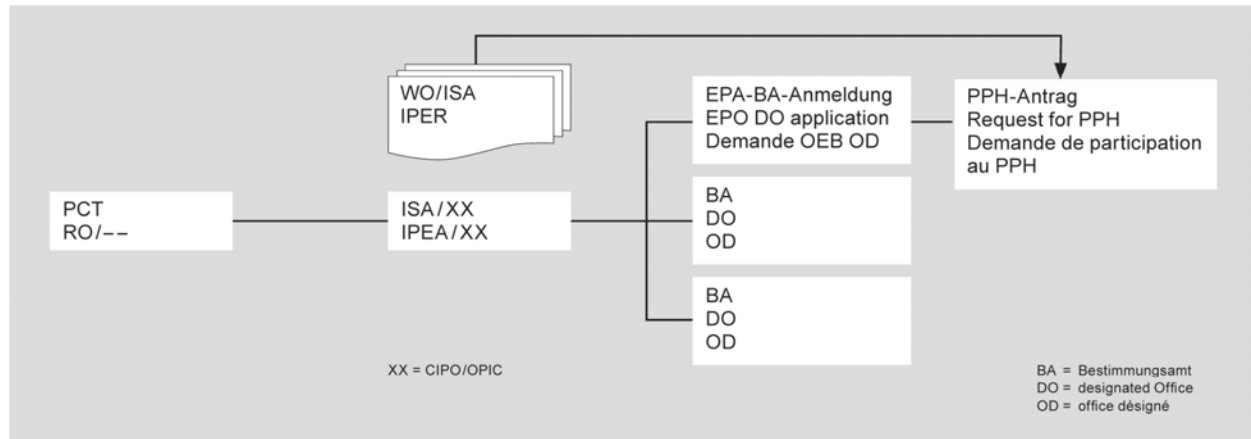 WO/ISA
IPER
EPA-BA-Anmeldung
EPO DO application
Demande OEB OD
PPH-Antrag
Request for PPH
Demande de participation
au PPH
PCT
RO/––
ISA/XX
IPEA/XX
BA
DO
OD
BA
DO
OD
XX = CIPO/OPIC
BA = Bestimmungsamt
DO = designated Office
OD = office désigné